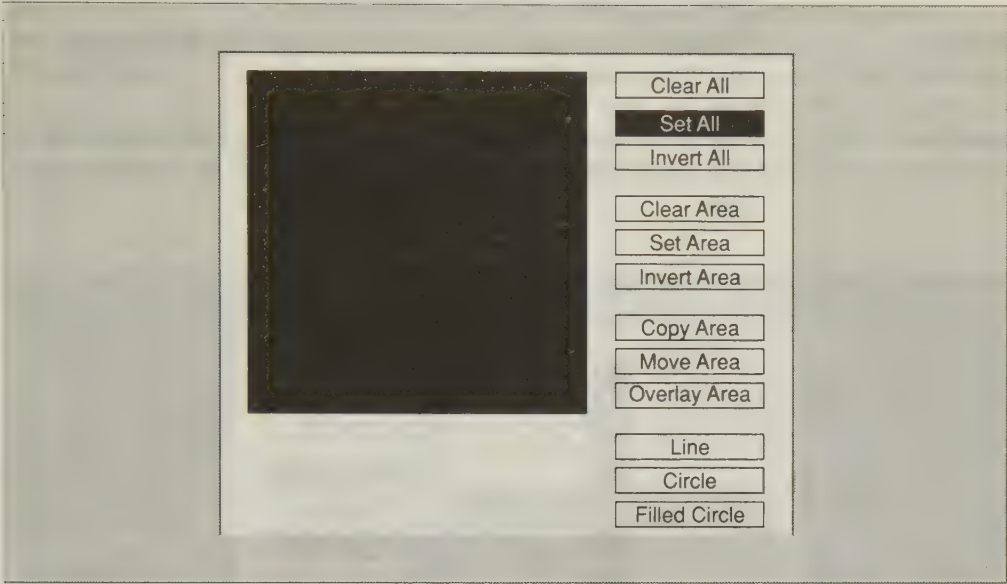 Clear All
Set All
Invert All
Clear Area
Set Area
Invert Area
Copy Area
Move Area
Overlay Area
Line
Circle
Filled Circle